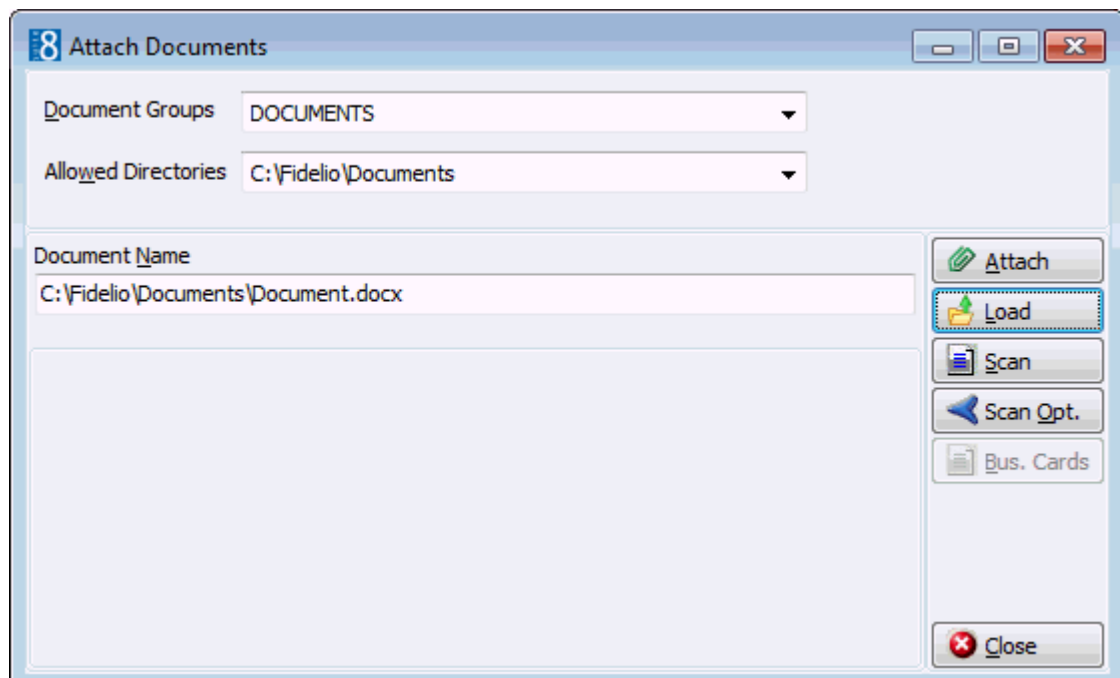 8 Attach Documents
Document Groups DOCUMENTS
Allowed Directories C:\Fidelio\Documents
Document Name
C:\Fidelio\Documents\Document.docx
Attach
Load
Scan
Scan Opt.
Bus. Cards
Close